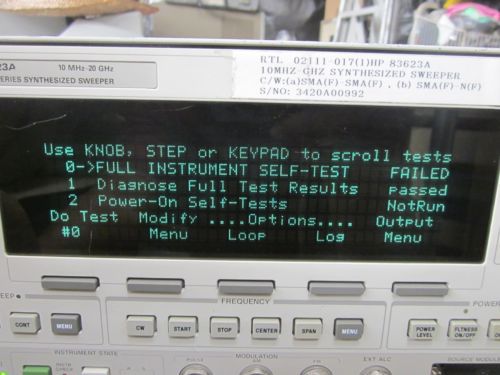 23A 10 MHz-20 GHz
SERIES SYNTHESIZED SWEEPER
RTL 02111-017(1)HP 83623A
10MHZ-GHZ SYNTHESIZED SWEEPER
C/W:(a)SMA(F)-SMA(F), (b) SMA(F)-N(F)
S/NO: 3420A00992
Use KNOB, STEP or KEYPAD to scroll tests
0->FULL INSTRUMENT SELF-TEST FAILED
1 Diagnose Full Test Results passed
2 Power-On Self-Tests NotRun
Do Test Modify ....Options.... Output
#0 Menu Loop Log Menu
FREQUENCY
POWER
CONT MENU CW START STOP CENTER SPAN MENU POWER LEVEL FLTNESS ON/OFF
INSTRUMENT STATE
MODULATION
SOURCE MODULE
PULSE AM FM EXT ALC